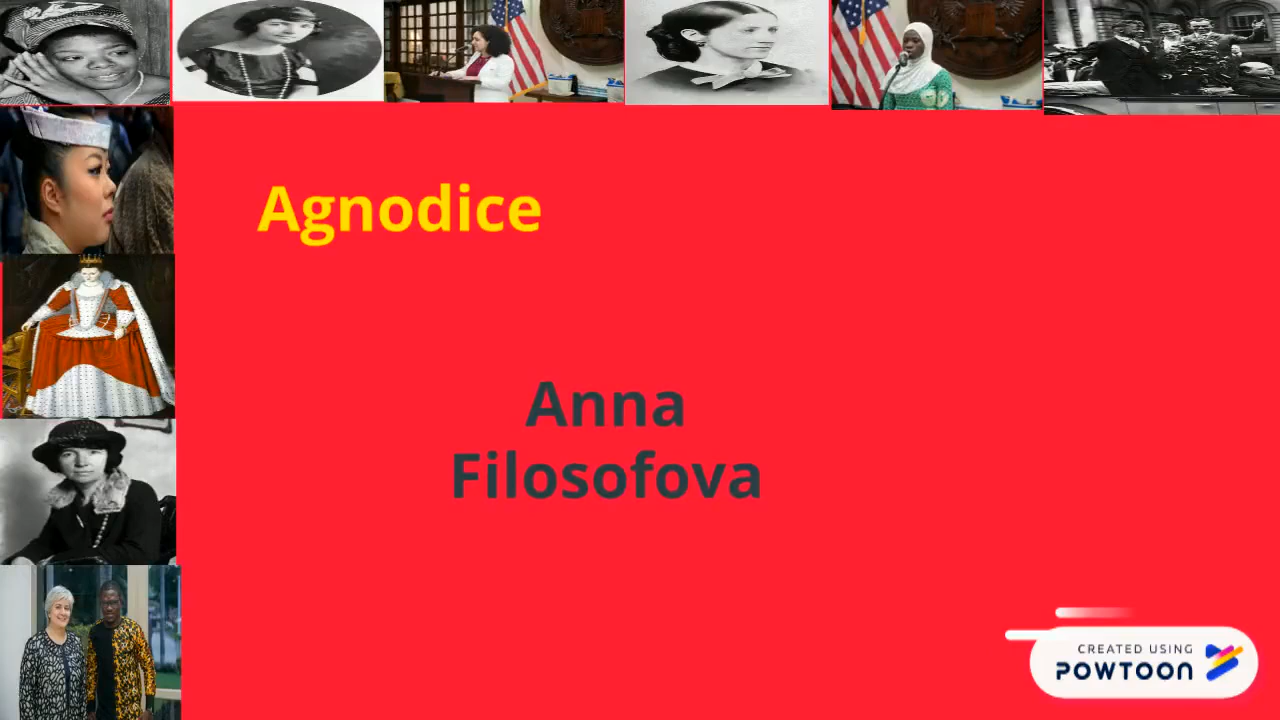 Agnodice
Anna
Filosofova
CREATED USING
POWTOON